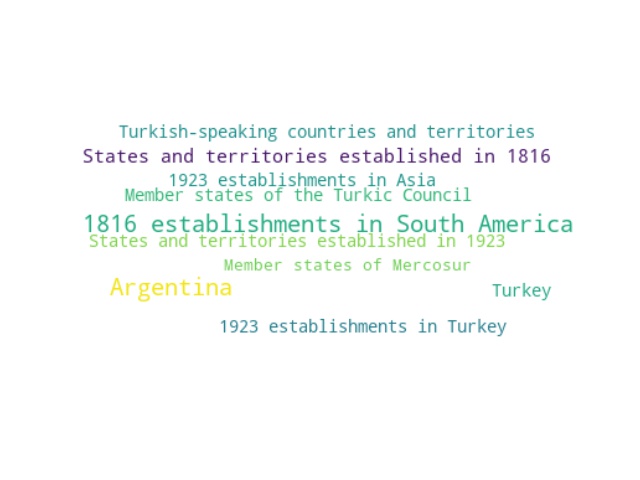 Turkish-speaking countries and territories
States and territories established in 1816
1923 establishments in Asia
Member states of the Turkic Council
1816 establishments in South America
States and territories established in 1923
Member states of Mercosur
Argentina
Turkey
1923 establishments in Turkey